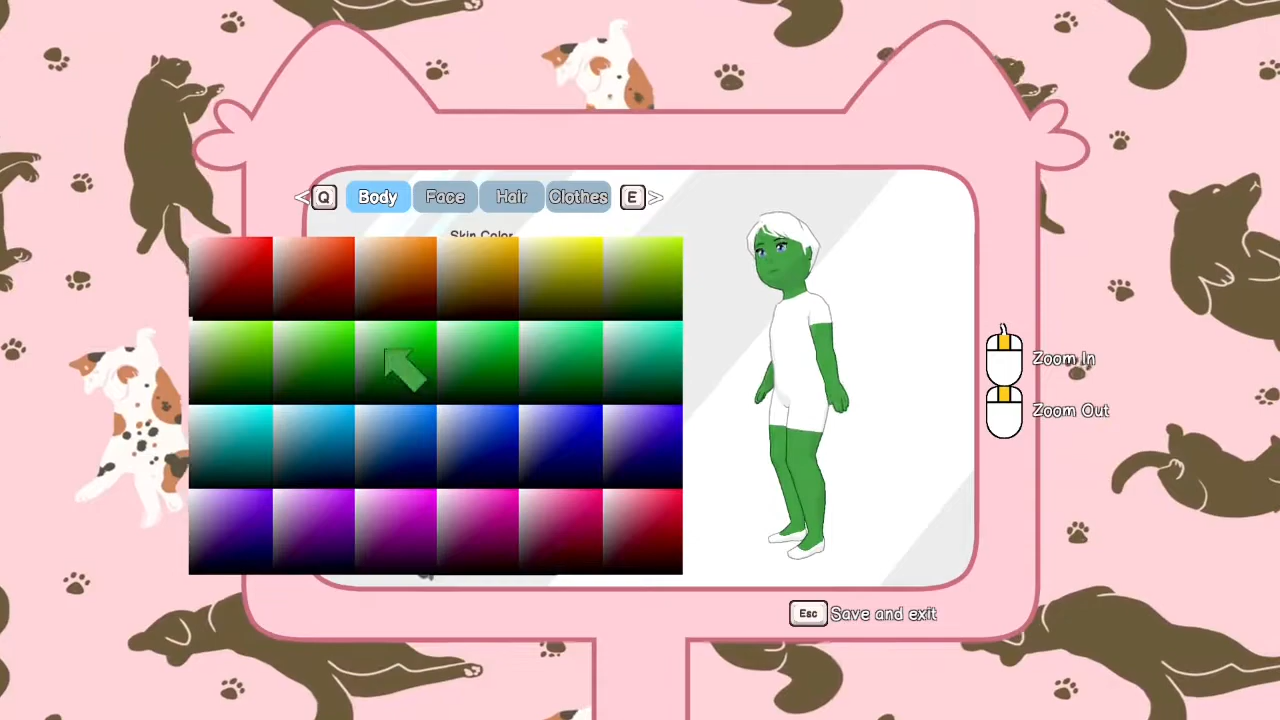 < Q Body Face Hair Clothes E >
Skin Color
Zoom In
Zoom Out
Esc Save and exit